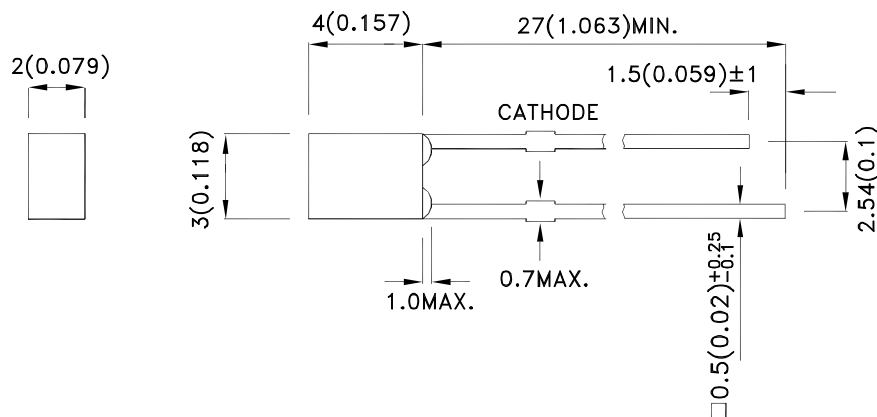 4(0.157)
27(1.063)MIN.
2(0.079)
1.5(0.059)±1
CATHODE
3(0.118)
2.54(0.1)
0.7MAX.
1.0MAX.
□0.5(0.02)±0.25 -0.1